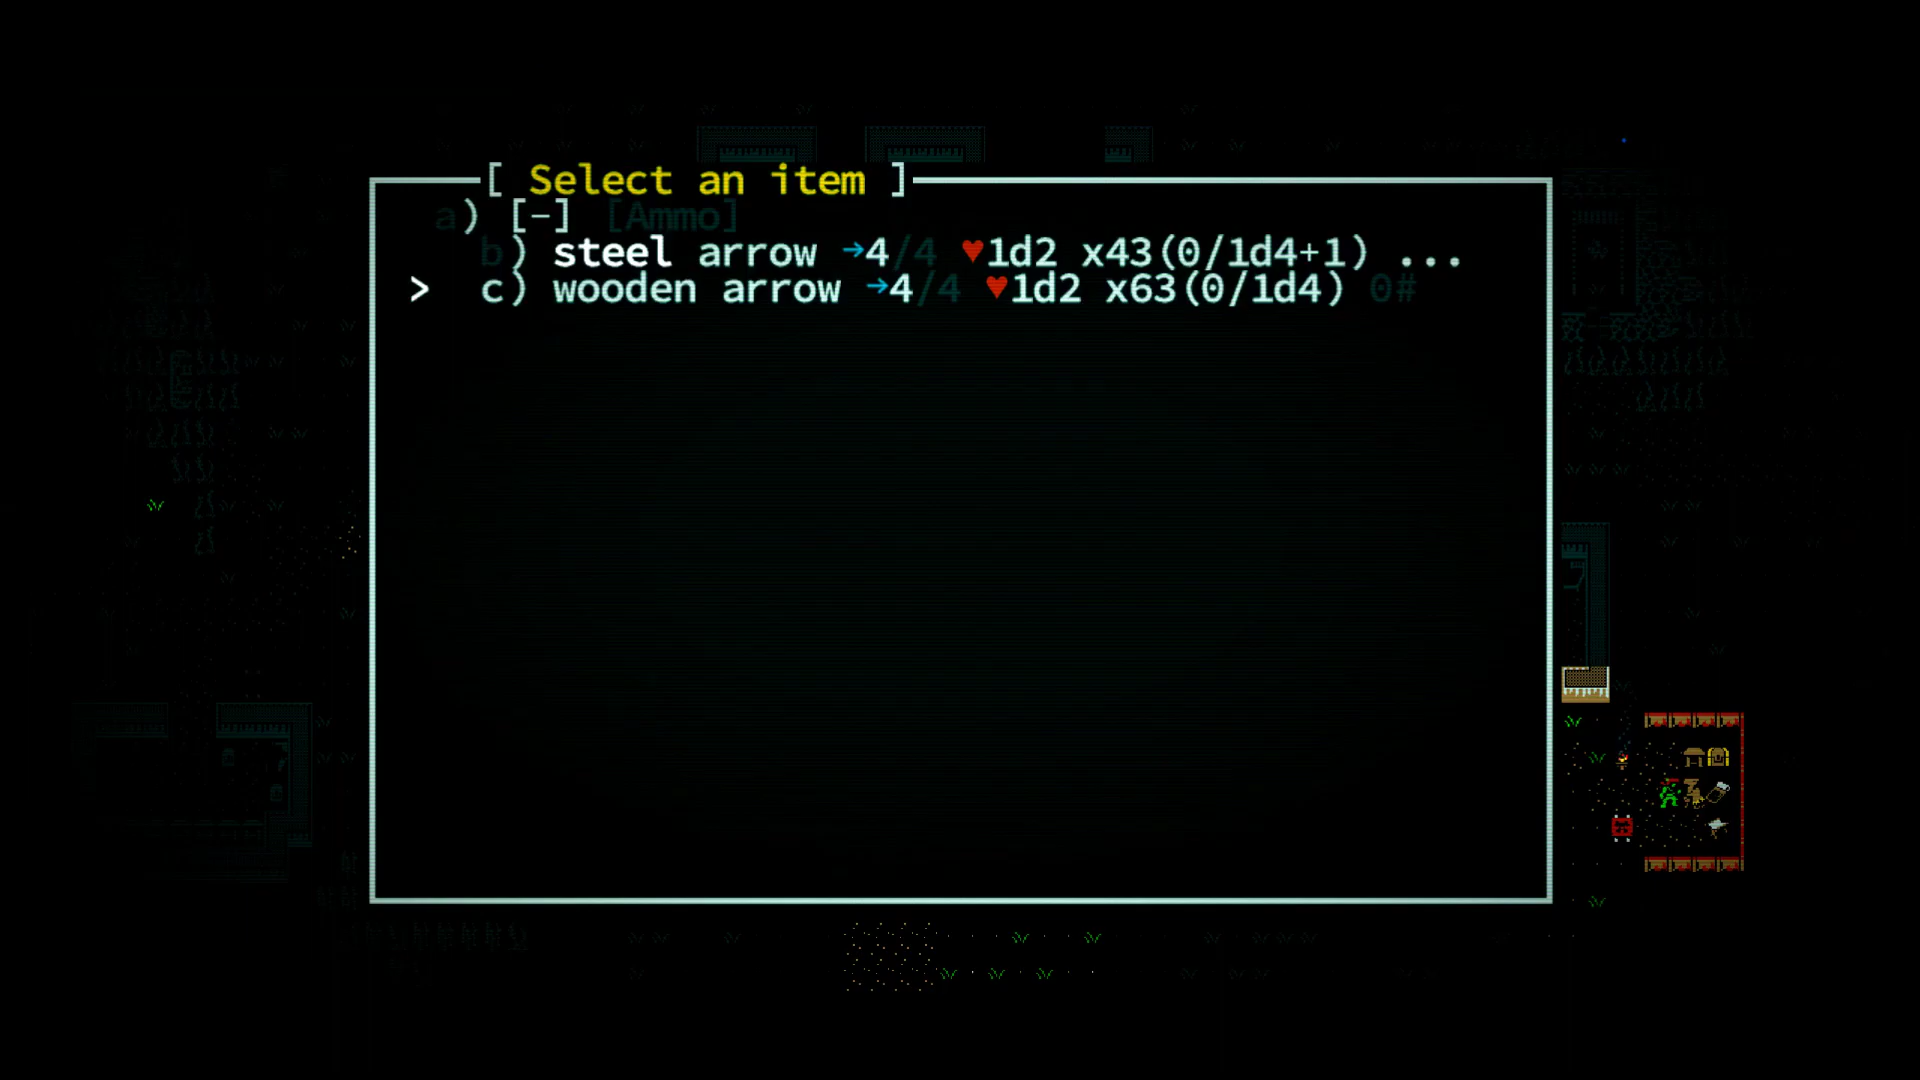 [ Select an item ]
a) [-] [Ammo]
b) steel arrow →4/4 ♥1d2 x43(0/1d4+1) ...
> c) wooden arrow →4/4 ♥1d2 x63(0/1d4) 0#